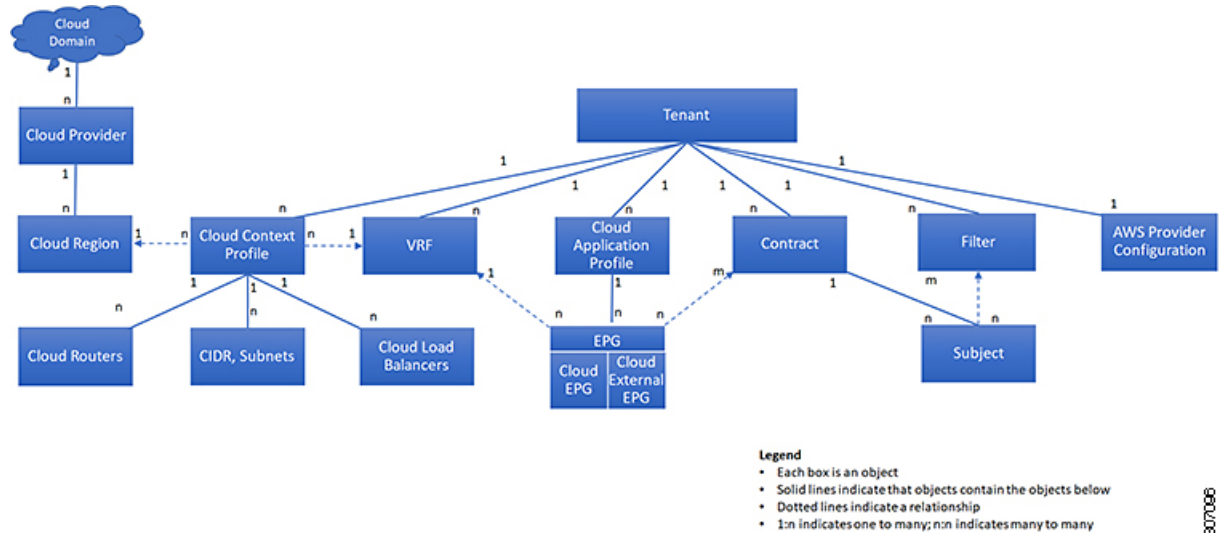 Cloud
Domain
1
n
Cloud Provider
Tenant
1
n
1
1
1
1
1
1
n
n
n
n
n
1
Cloud Region
1
n
Cloud Context
Profile
n
1
VRF
Cloud
Application
Profile
Contract
Filter
AWS Provider
Configuration
1
1
1
1
1
m
1
m
n
n
n
n
n
n
n
n
Cloud Routers
CIDR, Subnets
Cloud Load
Balancers
EPG
Cloud
EPG
Cloud
External
EPG
Subject
Legend
• Each box is an object
• Solid lines indicate that objects contain the objects below
• Dotted lines indicate a relationship
• 1:n indicates one to many; n:n indicates many to many
307096